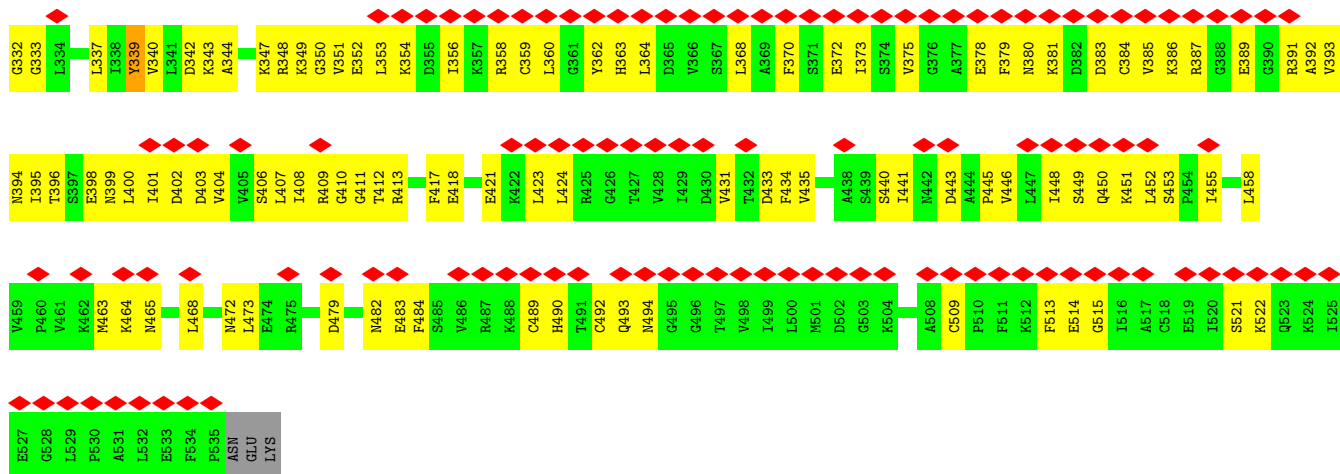 G332 G333 L334 L337 I338 Y339 V340 L341 D342 K343 A344 K347 R348 K349 G350 V351 E352 L353 K354 D355 I356 K357 R358 C359 L360 G361 Y362 H363 L364 D365 V366 S367 L368 A369 F370 S371 E372 I373 S374 V375 G376 A377 E378 F379 N380 K381 D382 D383 C384 V385 K386 R387 G388 E389 G390 R391 A392 V393
N394 I395 T396 S397 E398 N399 L400 I401 D402 D403 V404 V405 S406 L407 I408 R409 G410 G411 T412 R413 F417 E418 E421 K422 L423 L424 R425 G426 T427 V428 I429 D430 V431 T432 D433 F434 V435 A438 S439 S440 I441 N442 D443 A444 P445 V446 L447 I448 S449 Q450 K451 L452 S453 P454 I455 L458
V459 P460 V461 K462 M463 K464 N465 L468 N472 L473 E474 R475 D479 N482 E483 F484 S485 V486 R487 K488 C489 H490 T491 C492 Q493 N494 G495 G496 T497 V498 I499 L500 M501 D502 G503 K504 A508 C509 P510 F511 K512 F513 E514 G515 I516 A517 C518 E519 I520 S521 K522 Q523 K524 I525
E527 G528 L529 P530 A531 L532 E533 F534 P535 ASN GLU LYS